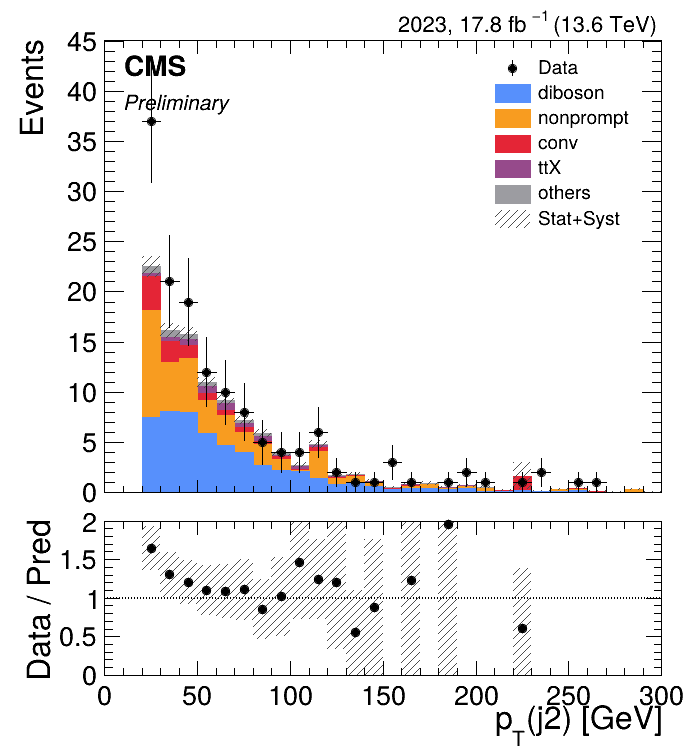 2023, 17.8 fb⁻¹ (13.6 TeV)
CMS
Preliminary
Events
45
40
35
30
25
20
15
10
5
0
Data
diboson
nonprompt
conv
ttX
others
Stat+Syst
Data / Pred
2
1.5
1
0.5
0
0 50 100 150 200 250 300
p_T(j2) [GeV]